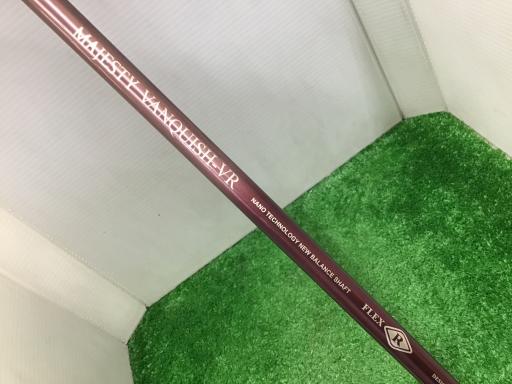 MAJESTY VANQUISH-VR
NANO TECHNOLOGY NEW BALANCE SHAFT
FLEX R